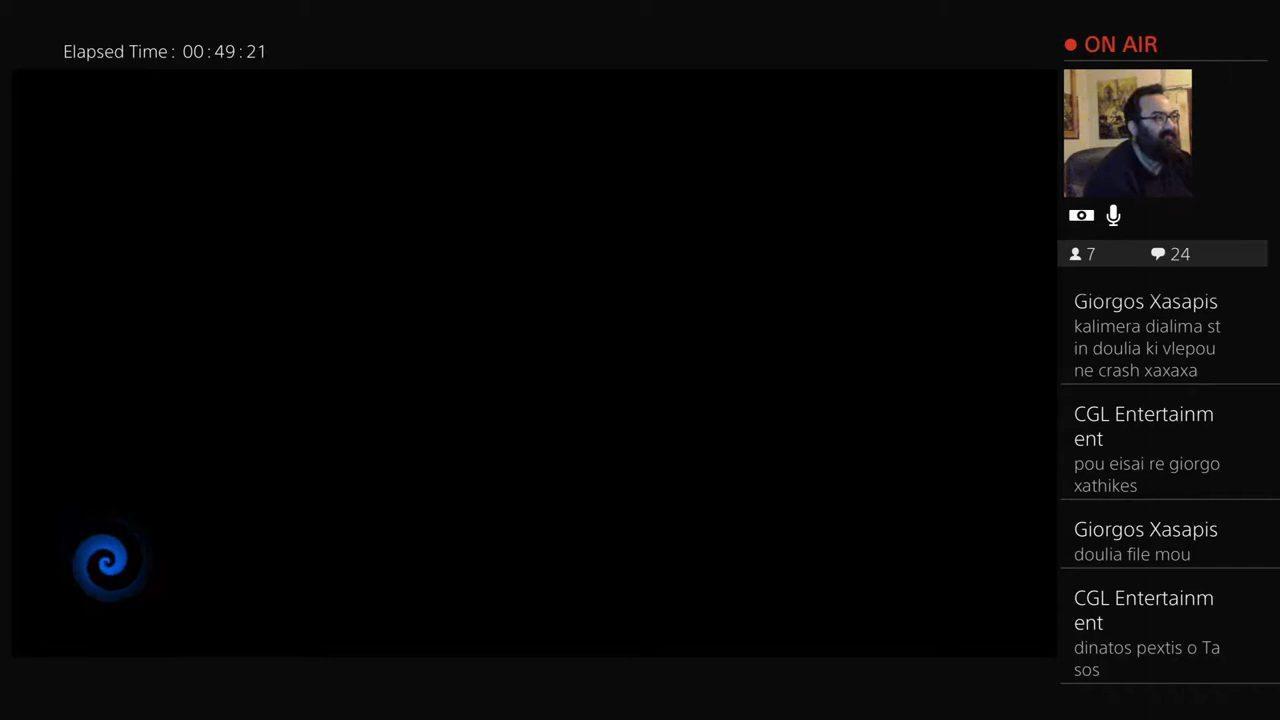 Elapsed Time : 00 : 49 : 21
ON AIR
7
24
Giorgos Xasapis
kalimera dialima st
in doulia ki vlepou
ne crash xaxaxa
CGL Entertainm
ent
pou eisai re giorgo
xathikes
Giorgos Xasapis
doulia file mou
CGL Entertainm
ent
dinatos pextis o Ta
sos